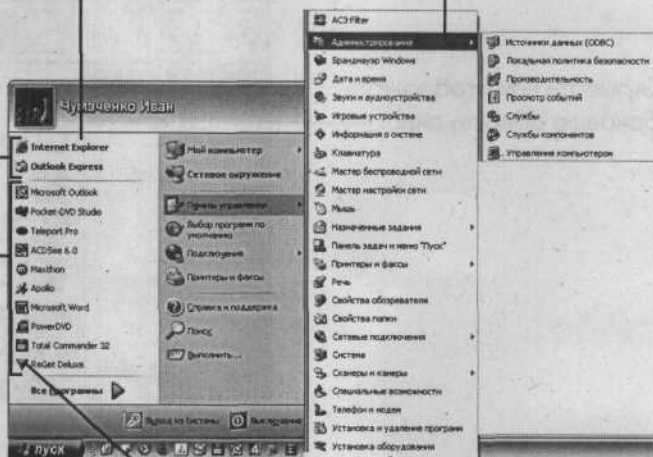 Чумаченко Иван
Internet Explorer
Outlook Express
Microsoft Outlook
Pocket-DVD Studio
Teleport Pro
ACDSee 6.0
Maxthon
Apollo
Microsoft Word
PowerDVD
Total Commander 32
ReGet Deluxe
Все программы
Мой компьютер
Сетевое окружение
Панель управления
Выбор программ по
умолчанию
Подключение
Принтеры и факсы
Справка и поддержка
Поиск
Выполнить...
Выход из системы
Выключение
пуск
AC3 Filter
Администрирование
Брандмауэр Windows
Дата и время
Звуки и аудиоустройства
Игровые устройства
Информация о системе
Клавиатура
Мастер беспроводной сети
Мастер настройки сети
Мышь
Назначенные задания
Панель задач и меню "Пуск"
Принтеры и факсы
Речь
Свойства обозревателя
Свойства папки
Сетевые подключения
Система
Сканеры и камеры
Специальные возможности
Телефон и модем
Установка и удаление программ
Установка оборудования
Источники данных (ODBC)
Локальная политика безопасности
Производительность
Просмотр событий
Службы
Службы компонентов
Управление компьютером